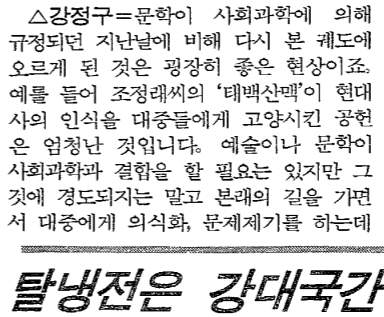 △강정구＝문학이 사회과학에 의해
규정되던 지난날에 비해 다시 본 궤도에
오르게 된 것은 굉장히 좋은 현상이죠.
예를 들어 조정래씨의 '태백산맥'이 현대
사의 인식을 대중들에게 고양시킨 공헌
은 엄청난 것입니다. 예술이나 문학이
사회과학과 결합을 할 필요는 있지만 그
것에 경도되지는 말고 본래의 길을 가면
서 대중에게 의식화, 문제제기를 하는데
탈냉전은 강대국간